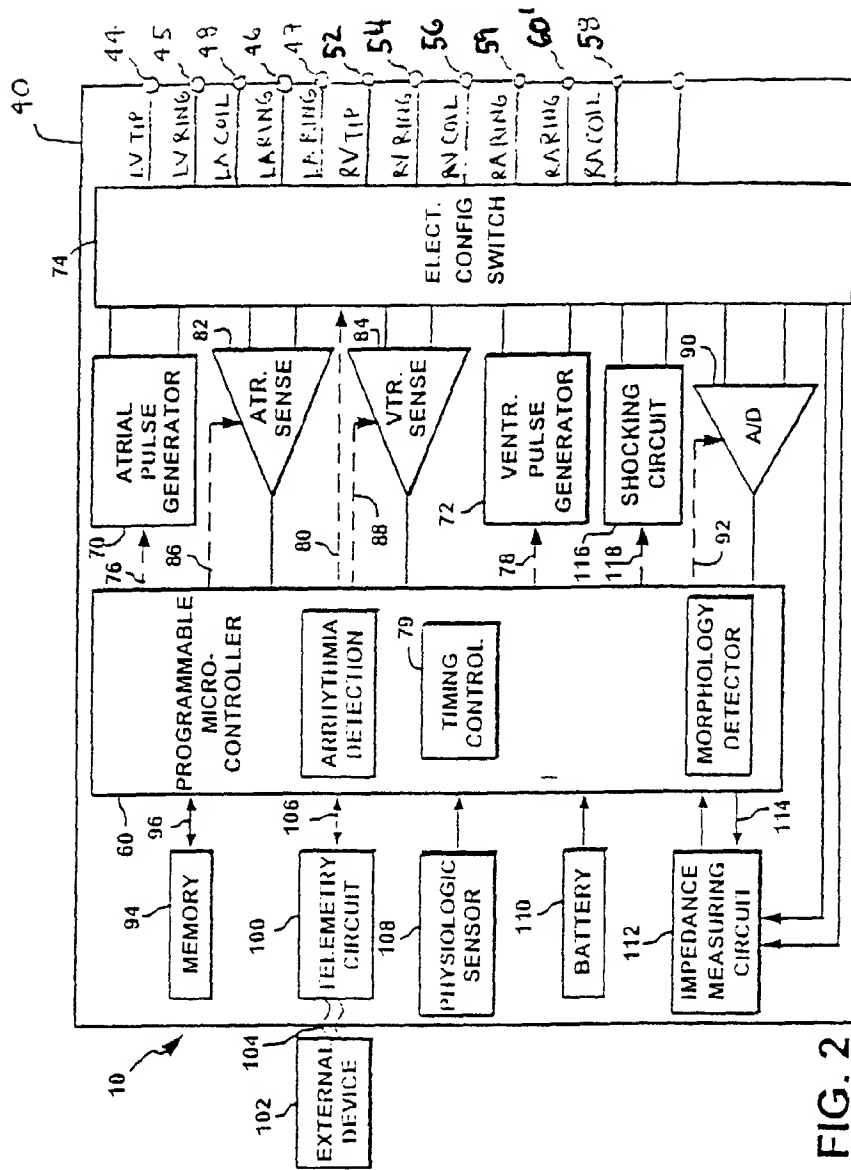 40
LV TIP 44
LV RING 45
LA COIL 48
LA RING 46
LA RING 47
RV TIP 52
RV RING 54
RV COIL 56
RA RING 59
RA RING 60'
RA COIL 58
74
ELECT.
CONFIG
SWITCH
70
ATRIAL
PULSE
GENERATOR
76
82
ATR.
SENSE
86
80
84
VTR.
SENSE
88
72
VENTR.
PULSE
GENERATOR
78
116
SHOCKING
CIRCUIT
118
90
A/D
92
60
PROGRAMMABLE
MICRO-
CONTROLLER
ARRHYTHMIA
DETECTION
79
TIMING
CONTROL
MORPHOLOGY
DETECTOR
10
94
MEMORY
96
100
TELEMETRY
CIRCUIT
106
102
EXTERNAL
DEVICE
104
108
PHYSIOLOGIC
SENSOR
110
BATTERY
112
IMPEDANCE
MEASURING
CIRCUIT
114
FIG. 2